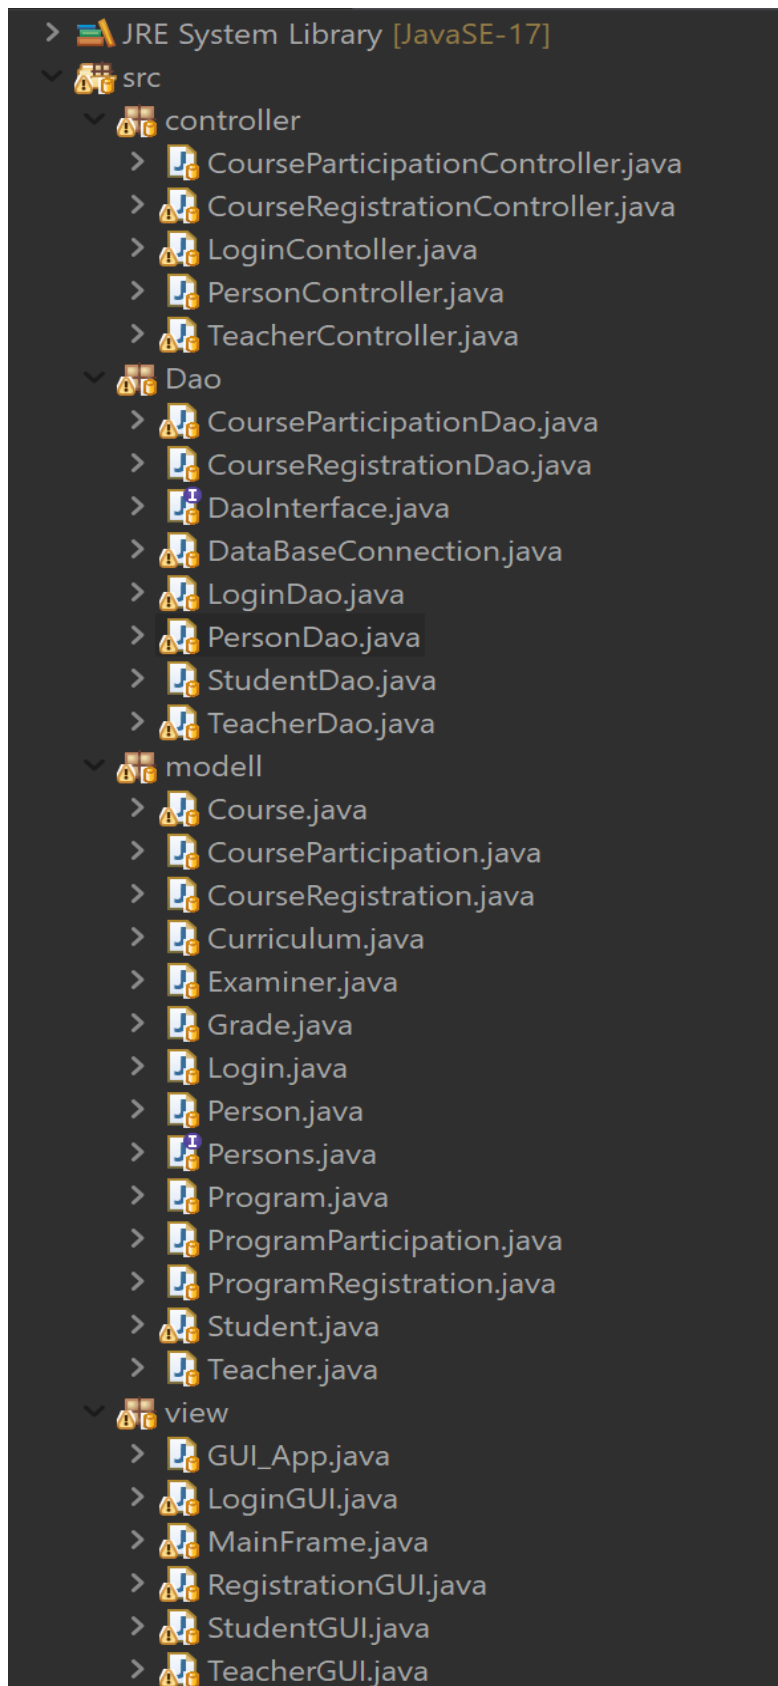 JRE System Library [JavaSE-17]
src
controller
CourseParticipationController.java
CourseRegistrationController.java
LoginContoller.java
PersonController.java
TeacherController.java
Dao
CourseParticipationDao.java
CourseRegistrationDao.java
DaoInterface.java
DataBaseConnection.java
LoginDao.java
PersonDao.java
StudentDao.java
TeacherDao.java
modell
Course.java
CourseParticipation.java
CourseRegistration.java
Curriculum.java
Examiner.java
Grade.java
Login.java
Person.java
Persons.java
Program.java
ProgramParticipation.java
ProgramRegistration.java
Student.java
Teacher.java
view
GUI_App.java
LoginGUI.java
MainFrame.java
RegistrationGUI.java
StudentGUI.java
TeacherGUI.java